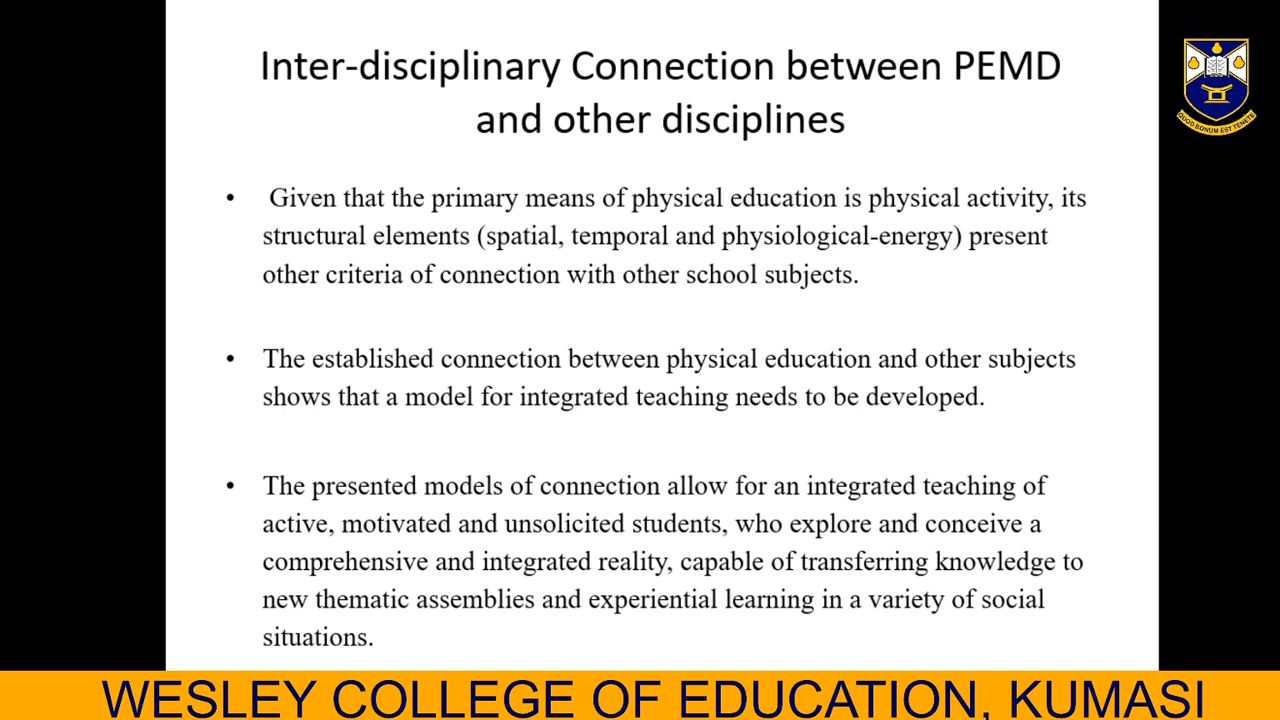 Inter-disciplinary Connection between PEMD
and other disciplines
• Given that the primary means of physical education is physical activity, its
structural elements (spatial, temporal and physiological-energy) present
other criteria of connection with other school subjects.
• The established connection between physical education and other subjects
shows that a model for integrated teaching needs to be developed.
• The presented models of connection allow for an integrated teaching of
active, motivated and unsolicited students, who explore and conceive a
comprehensive and integrated reality, capable of transferring knowledge to
new thematic assemblies and experiential learning in a variety of social
situations.
QUOD BONUM EST TENETE
WESLEY COLLEGE OF EDUCATION, KUMASI